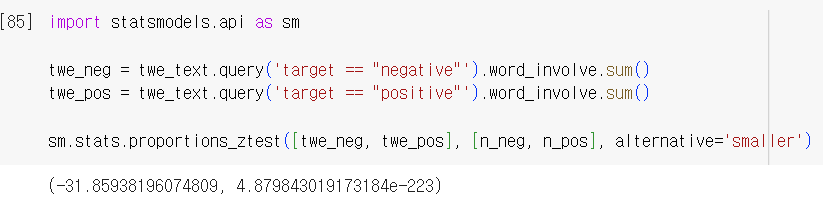 [85] import statsmodels.api as sm
twe_neg = twe_text.query('target == "negative"').word_involve.sum()
twe_pos = twe_text.query('target == "positive"').word_involve.sum()
sm.stats.proportions_ztest([twe_neg, twe_pos], [n_neg, n_pos], alternative='smaller')
(-31.85938196074809, 4.879843019173184e-223)